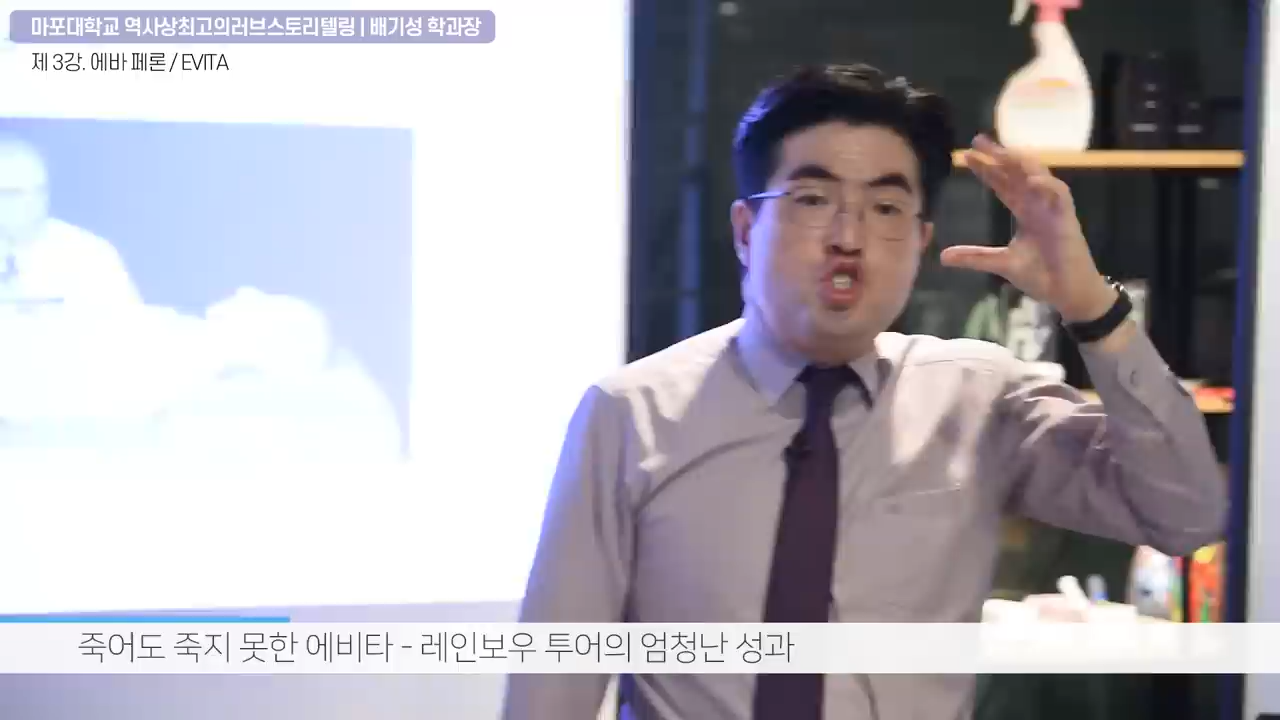 마포대학교 역사상최고의러브스토리텔링 | 배기성 학과장
제 3강. 에바 페론 / EVITA
죽어도 죽지 못한 에비타 - 레인보우 투어의 엄청난 성과